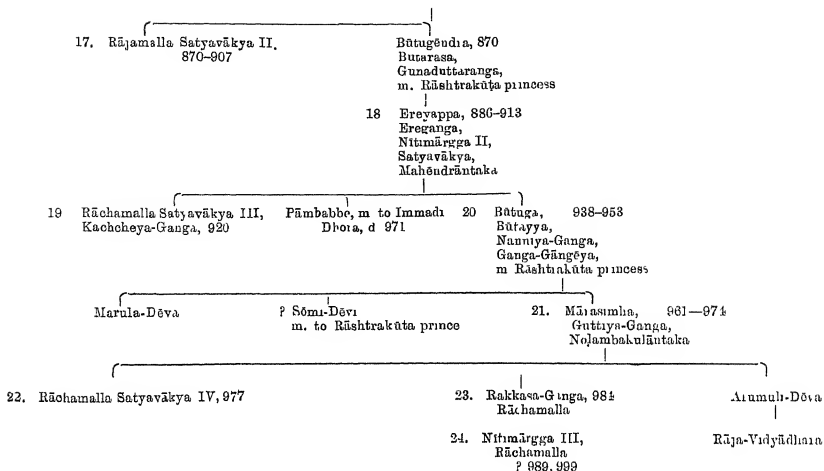 17. Rājamalla Satyavākya II.
870–907
Būtugēndra, 870
Butarasa,
Gunaduttaranga,
m. Rāshtrakūṭa princess
18 Ereyappa, 886–913
Ereganga,
Nītimārgga II,
Satyavākya,
Mahēndrāntaka
19 Rāchamalla Satyavākya III,
Kachcheya-Ganga, 920
Pāmbabbe, m to Immadi
Dhora, d 971
20 Būtuga, 938–953
Būtayya,
Nanniya-Ganga,
Ganga-Gāngēya,
m Rāshtrakūta princess
Marula-Dēva
? Sōmi-Dēvi
m. to Rāshtrakūta prince
21. Mārasimha, 961—974
Guttiya-Ganga,
Noḷambakulāntaka
22. Rāchamalla Satyavākya IV, 977
23. Rakkasa-Ganga, 984
Rāchamalla
Arumuli-Dēva
24. Nītimārgga III,
Rāchamalla
? 989, 999
Rāja-Vidyādhara